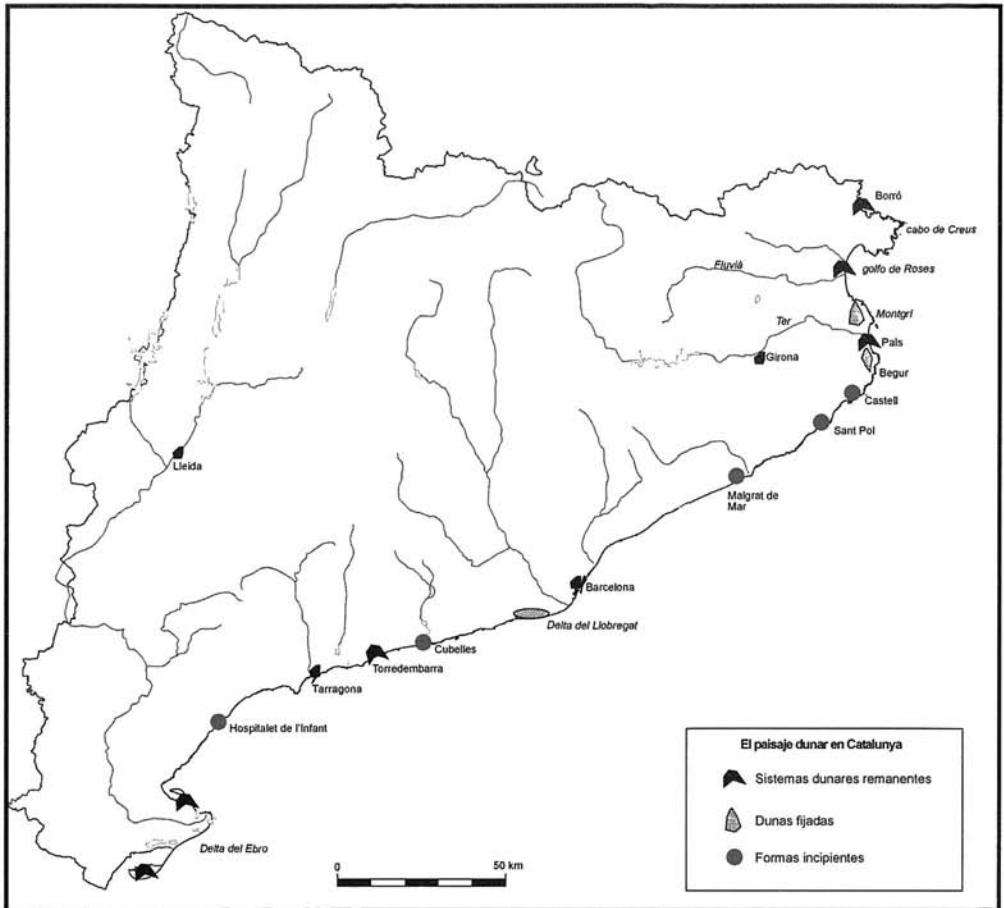 Borró
cabo de Creus
Fluvià
golfo de Roses
Montgrí
Ter
Pals
Girona
Begur
Castell
Sant Pol
Lleida
Malgrat de
Mar
Barcelona
Delta del Llobregat
Cubelles
Torredembarra
Tarragona
Hospitalet de l'Infant
Delta del Ebro
0
50 km
El paisaje dunar en Catalunya
Sistemas dunares remanentes
Dunas fijadas
Formas incipientes